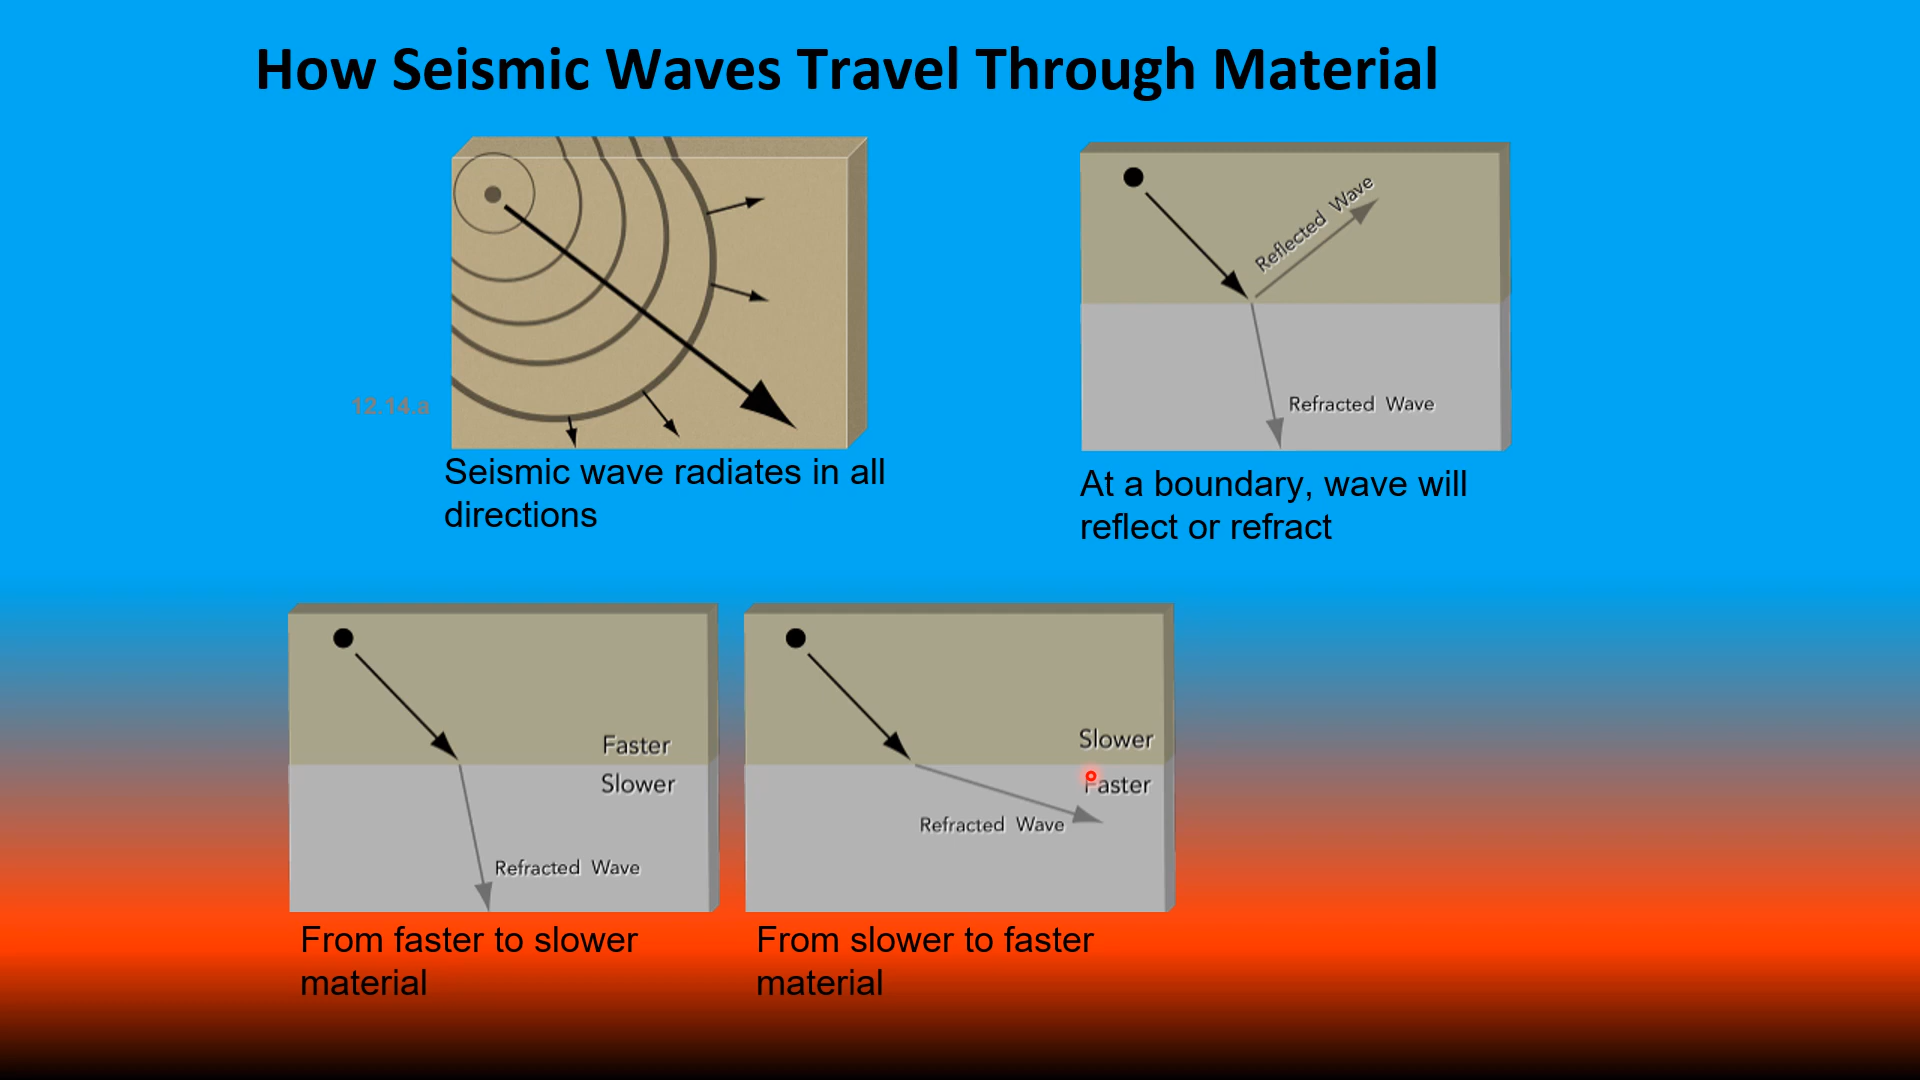 How Seismic Waves Travel Through Material
12.14.a
Seismic wave radiates in all
directions
Reflected Wave
Refracted Wave
At a boundary, wave will
reflect or refract
Faster
Slower
Refracted Wave
From faster to slower
material
Slower
Faster
Refracted Wave
From slower to faster
material